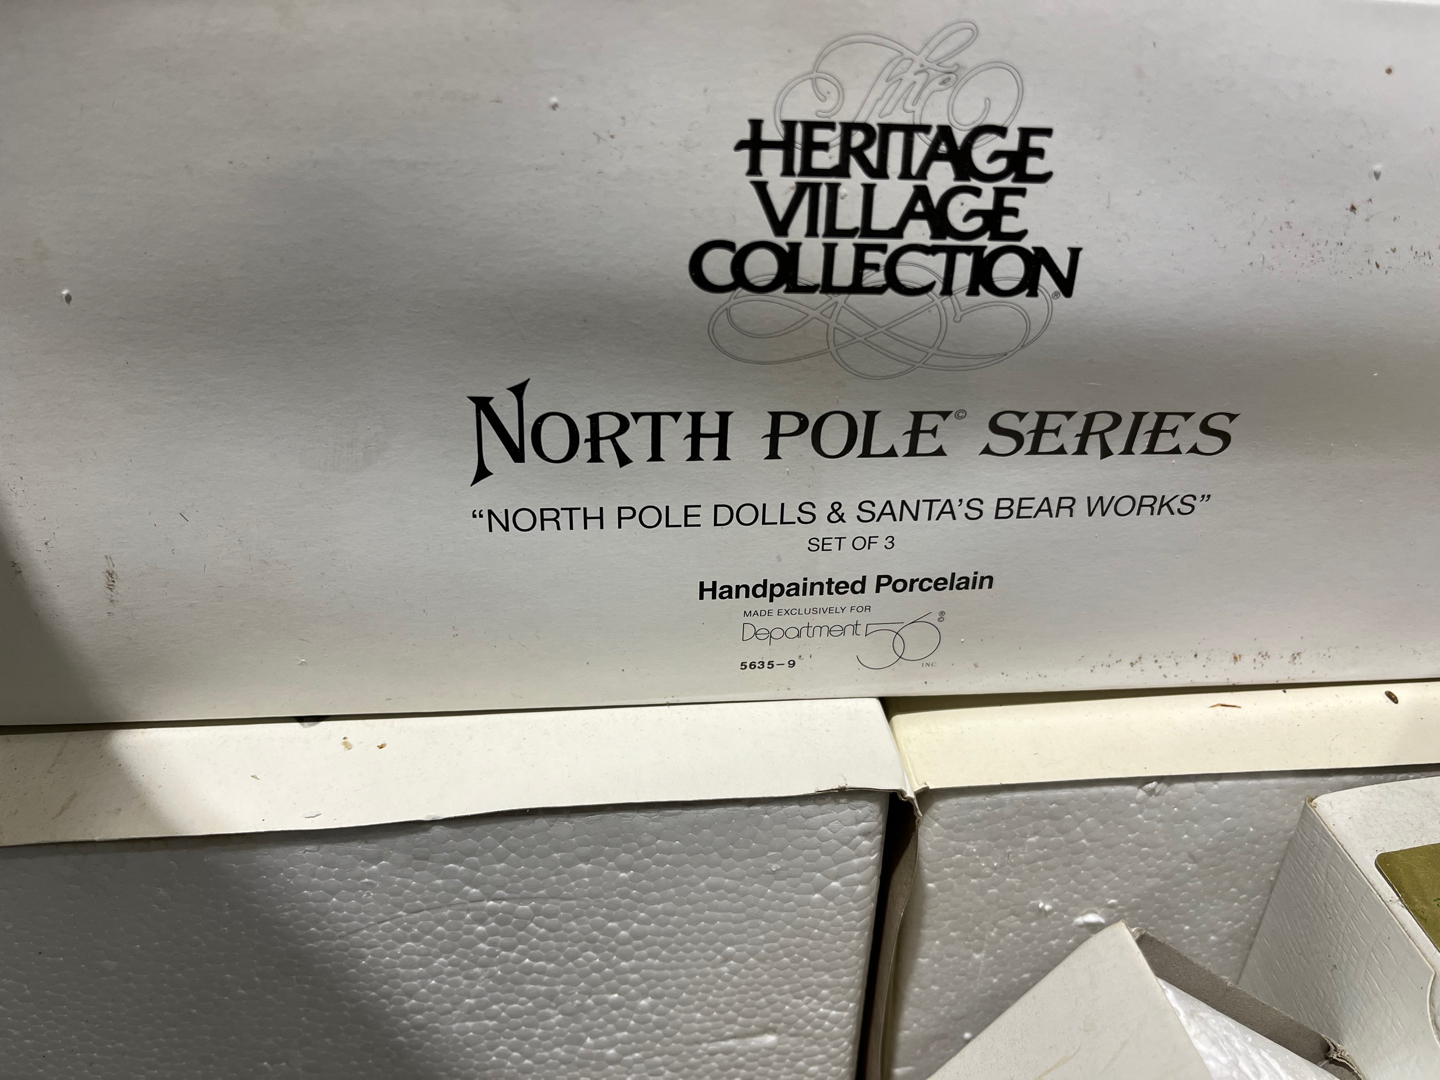 The
HERITAGE
VILLAGE
COLLECTION®
NORTH POLE© SERIES
“NORTH POLE DOLLS & SANTA’S BEAR WORKS”
SET OF 3
Handpainted Porcelain
MADE EXCLUSIVELY FOR
Department 56®
5635–9 INC